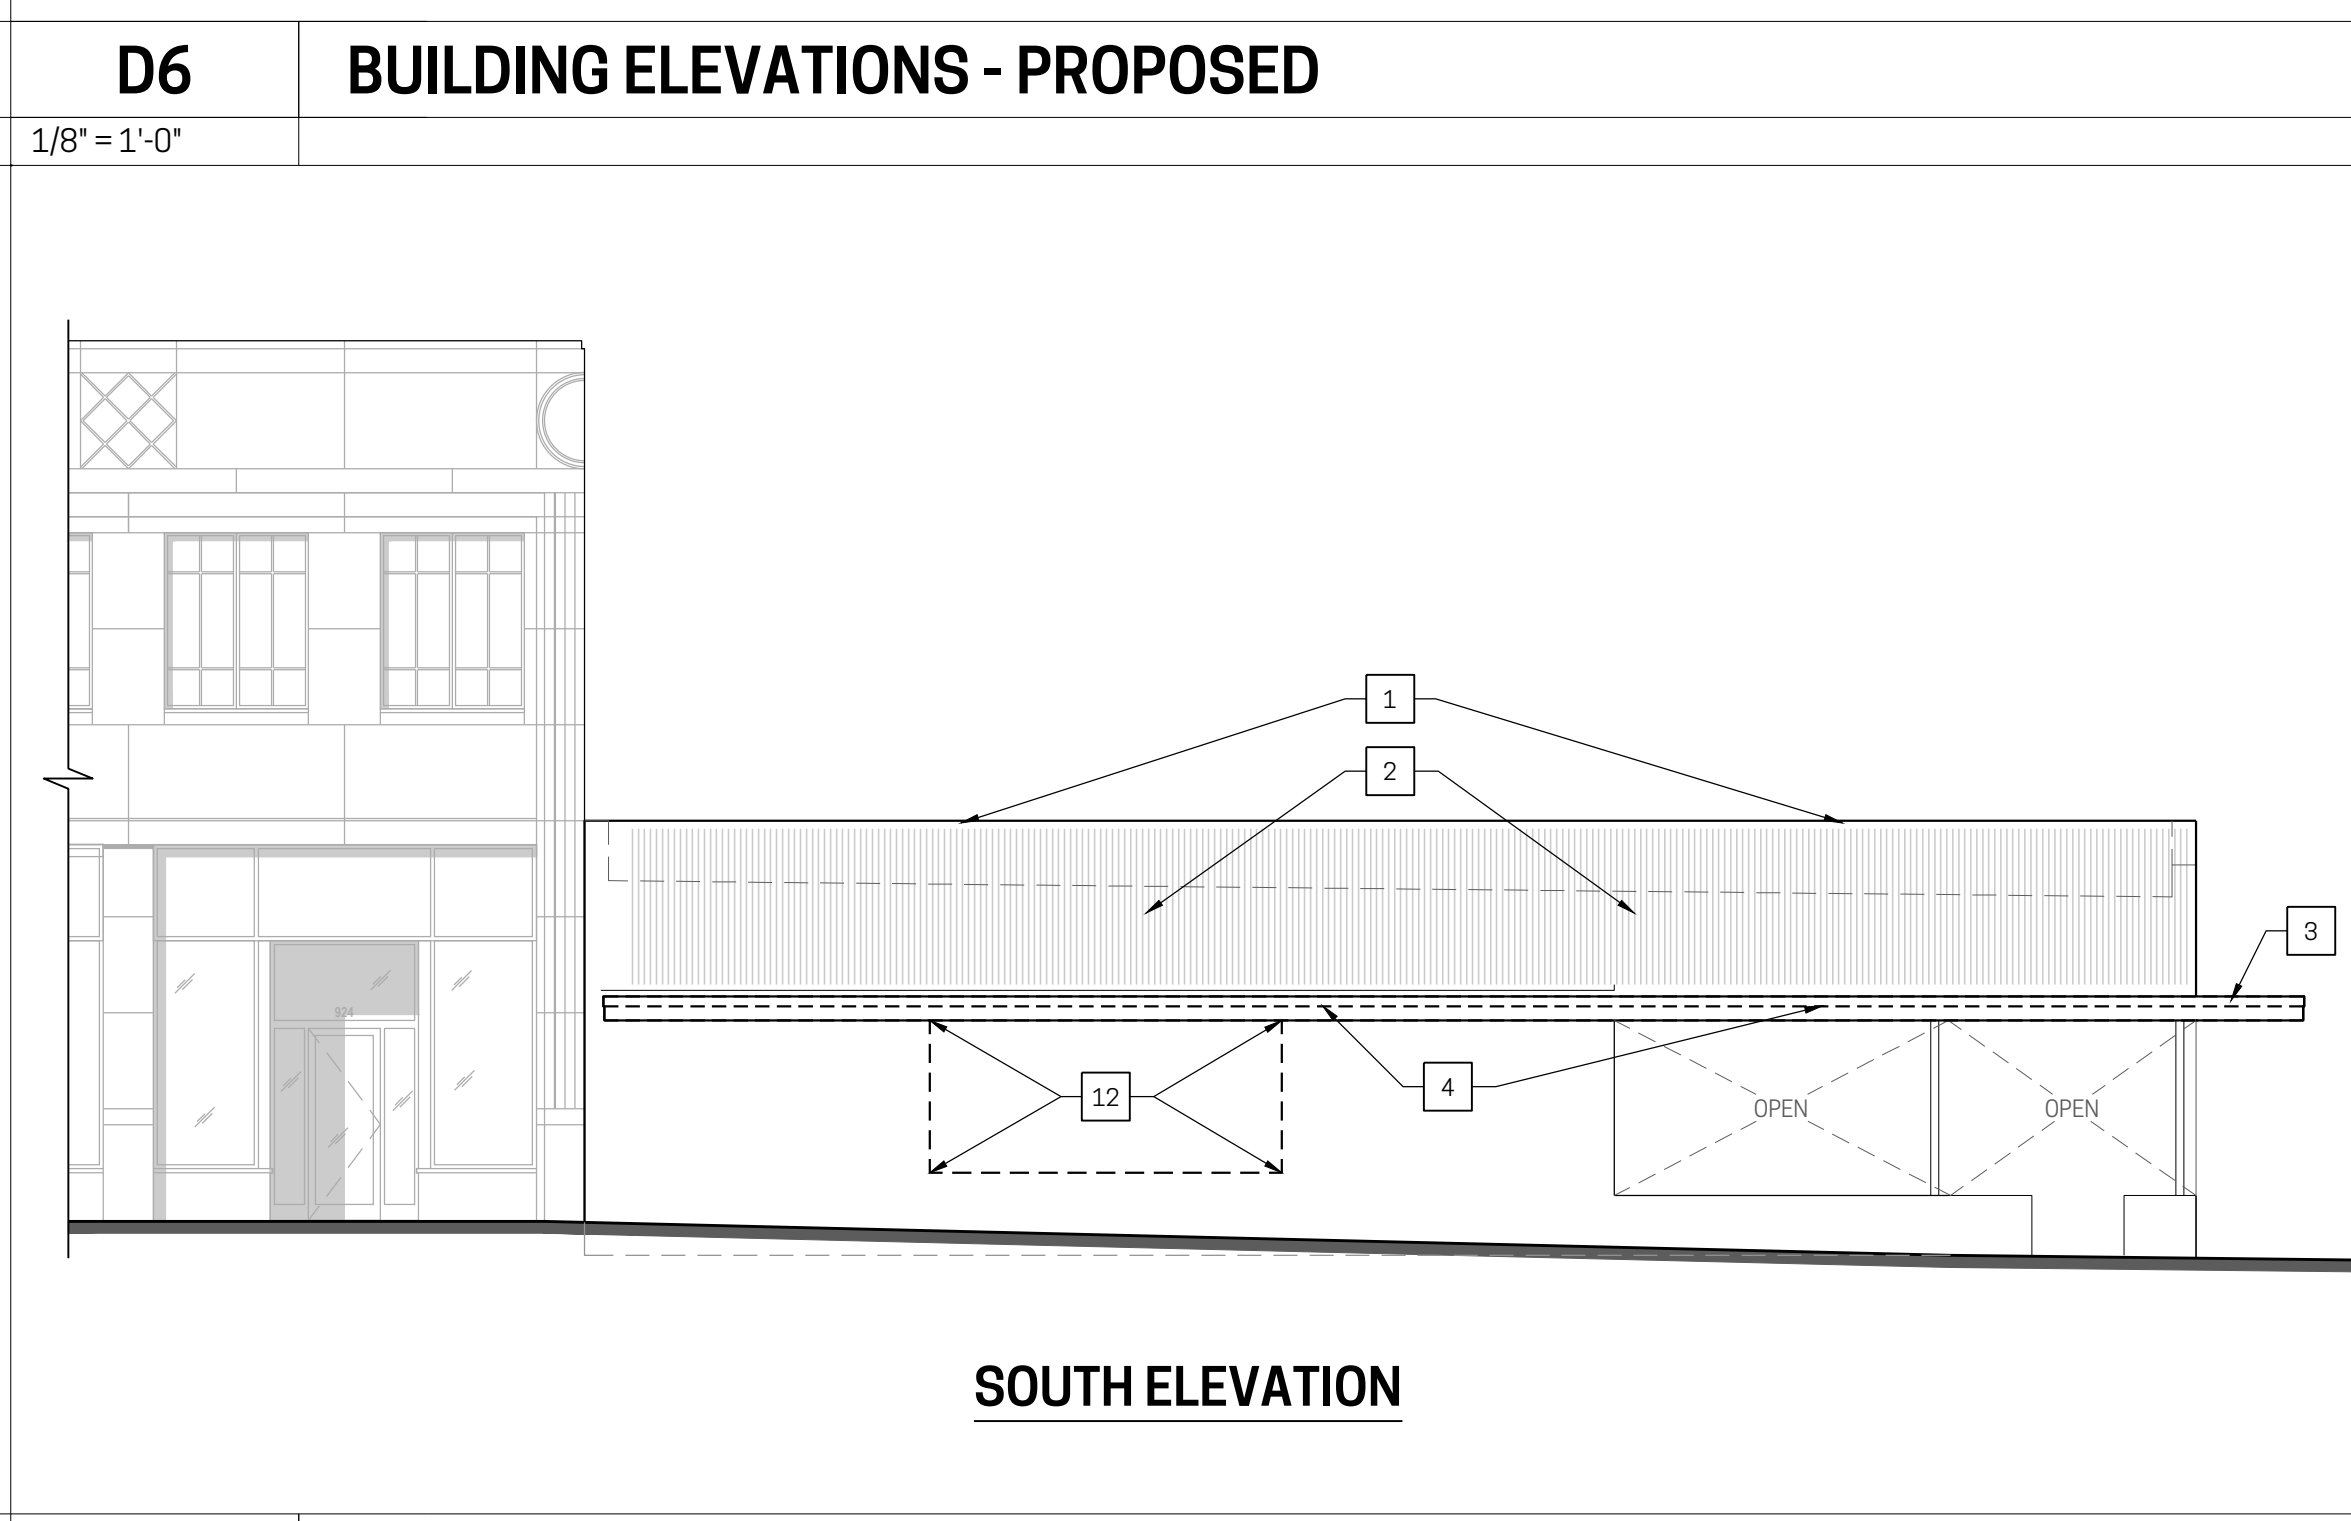 D6
BUILDING ELEVATIONS - PROPOSED
1/8" = 1'-0"
1
2
3
924
4
12
OPEN
OPEN
SOUTH ELEVATION